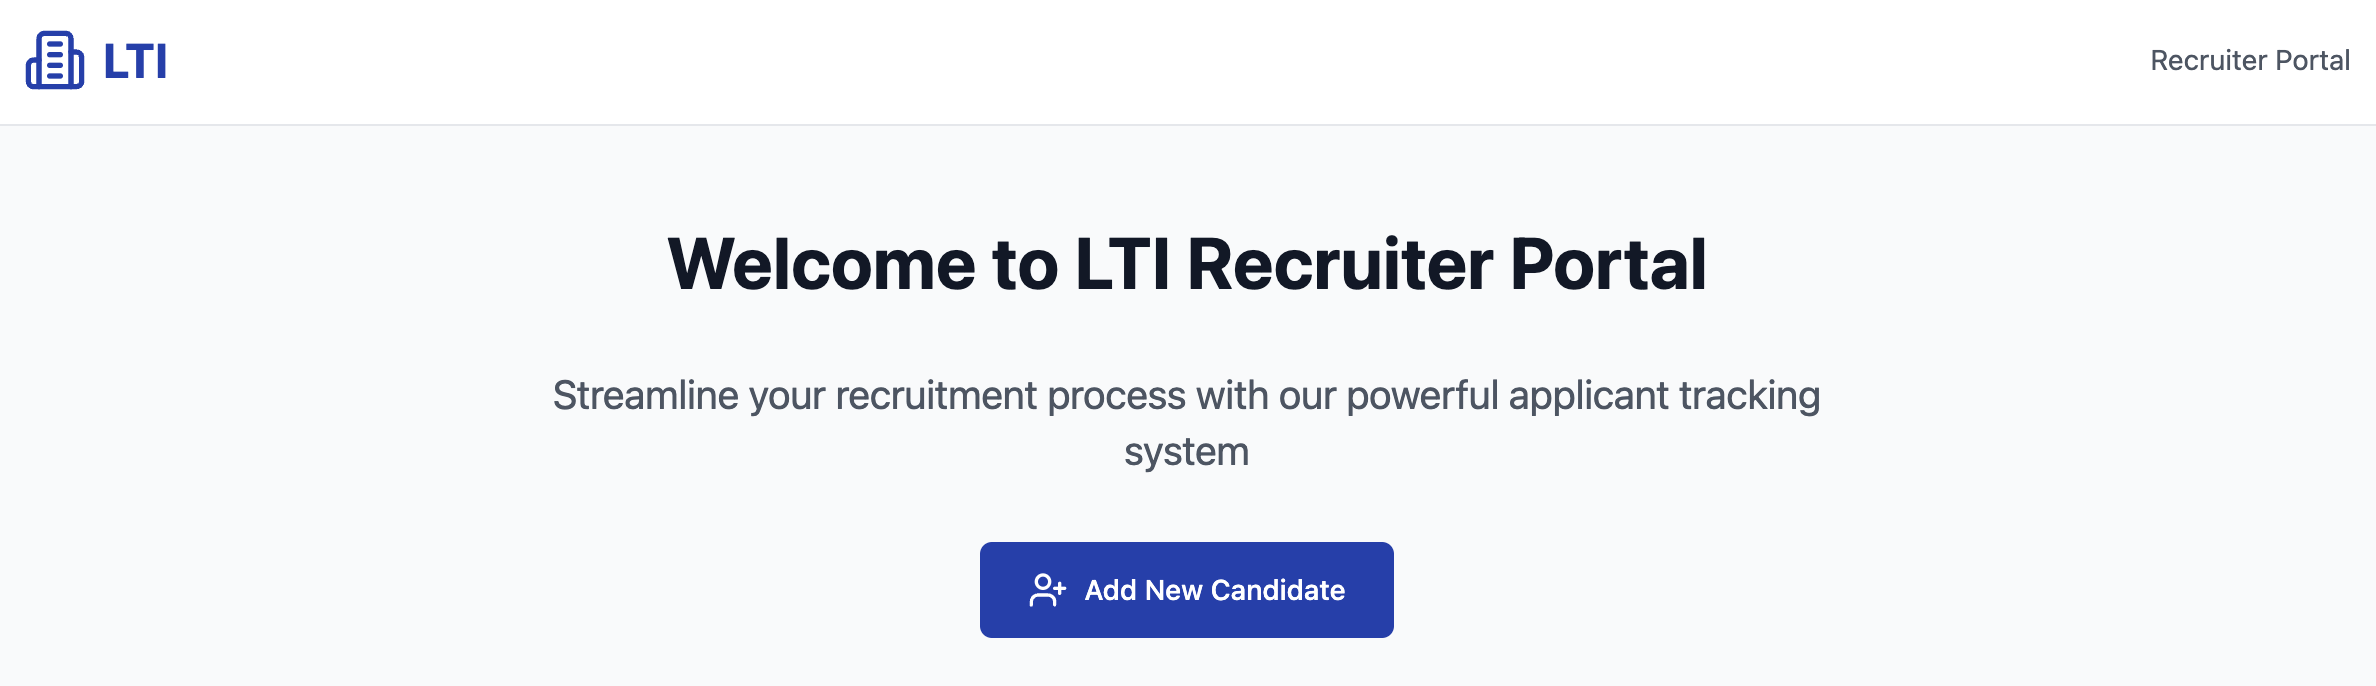 LTI
Recruiter Portal
Welcome to LTI Recruiter Portal
Streamline your recruitment process with our powerful applicant tracking
system
Add New Candidate